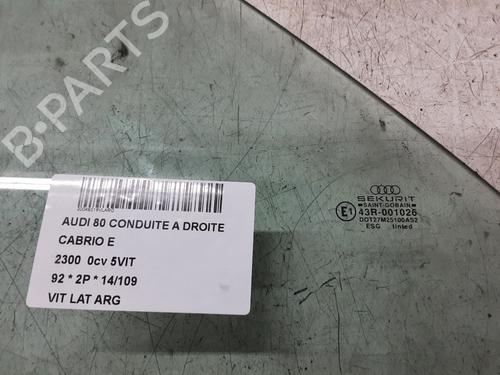 B-PARTS
AUDI 80 CONDUITE A DROITE
CABRIO E
2300 0cv 5VIT
92 * 2P * 14/109
VIT LAT ARG
SEKURIT
SAINT-GOBAIN
E1 43R-001026
DOT27M25100AS2
ESG tinted